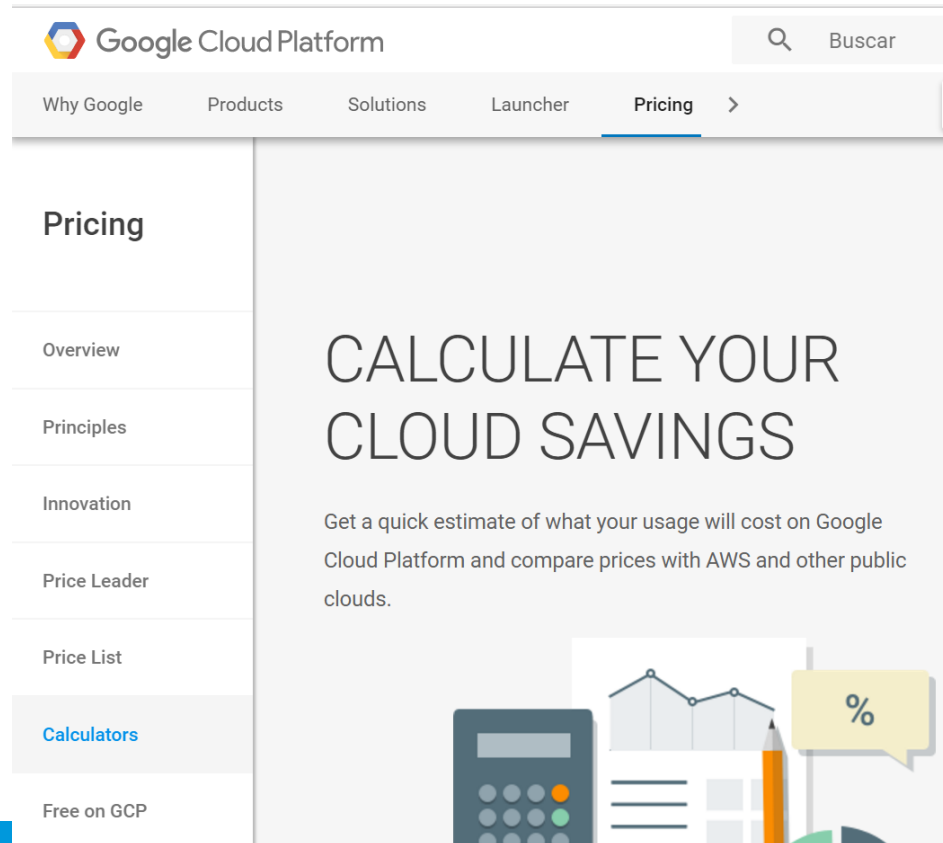 Google Cloud Platform
Buscar
Why Google
Products
Solutions
Launcher
Pricing
Pricing
Overview
Principles
Innovation
Price Leader
Price List
Calculators
Free on GCP
CALCULATE YOUR
CLOUD SAVINGS
Get a quick estimate of what your usage will cost on Google
Cloud Platform and compare prices with AWS and other public
clouds.
%